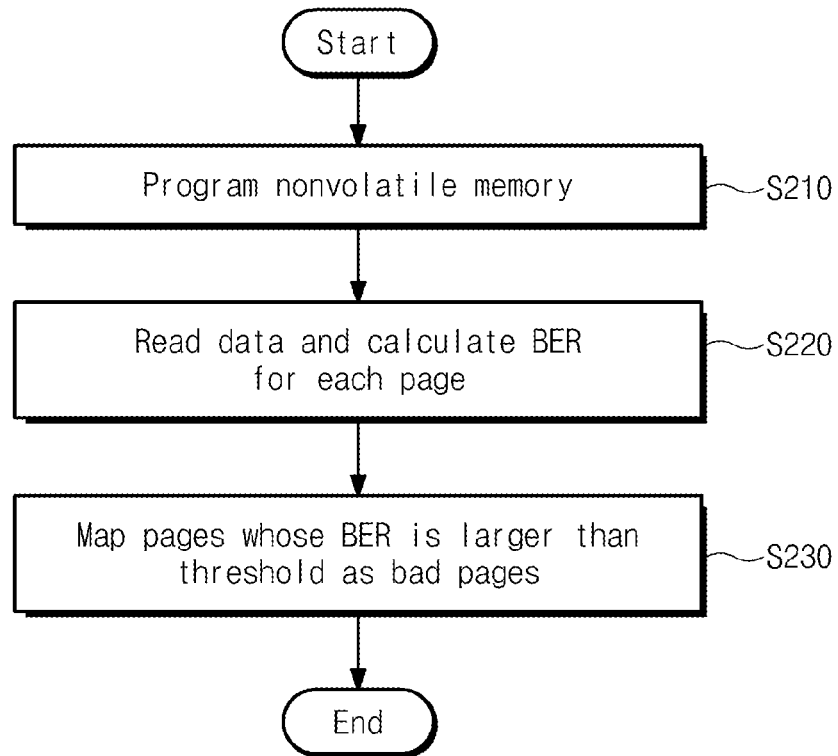 Start
Program nonvolatile memory
S210
Read data and calculate BER
for each page
S220
Map pages whose BER is larger than
threshold as bad pages
S230
End